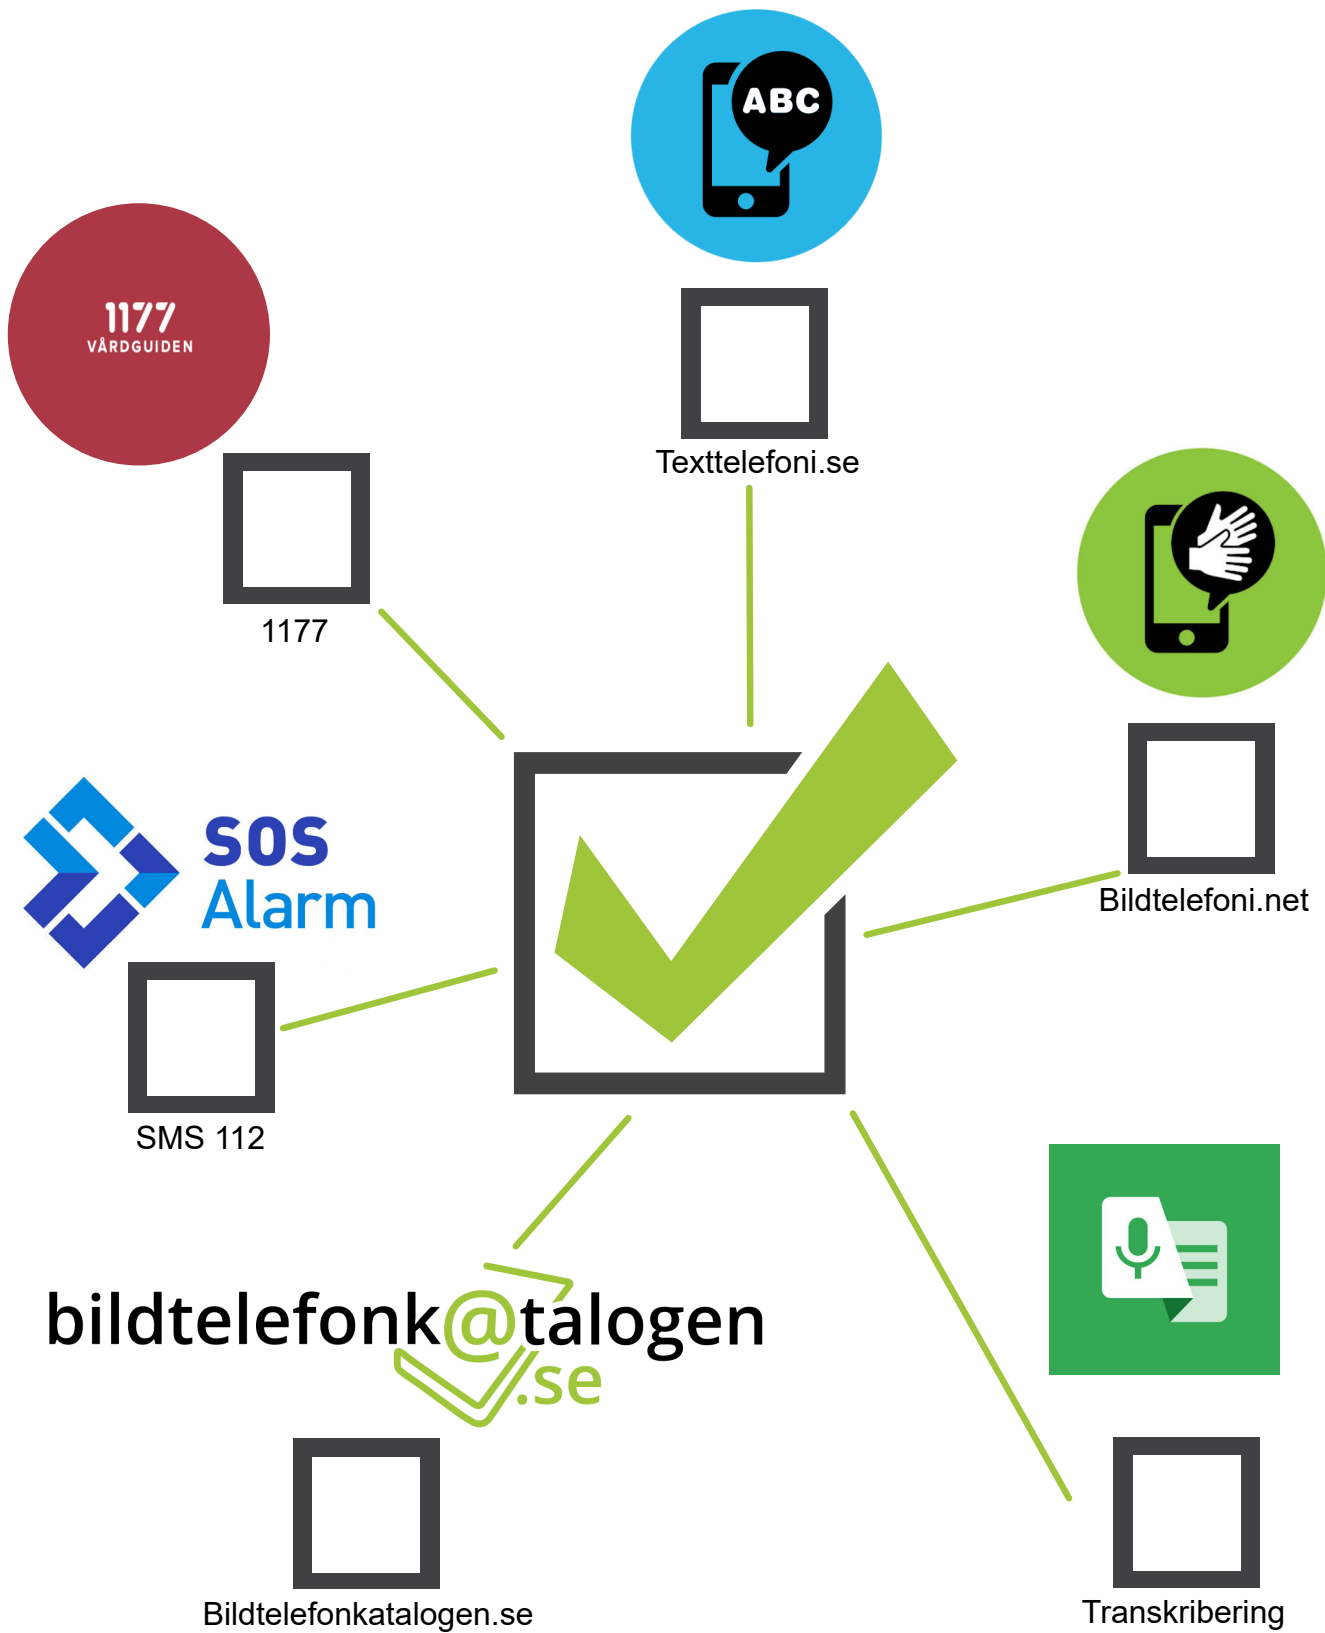 ABC
Texttelefoni.se
1177
VÅRDGUIDEN
1177
Bildtelefoni.net
SOS
Alarm
SMS 112
bildtelefonk@talogen
.se
Bildtelefonkatalogen.se
Transkribering